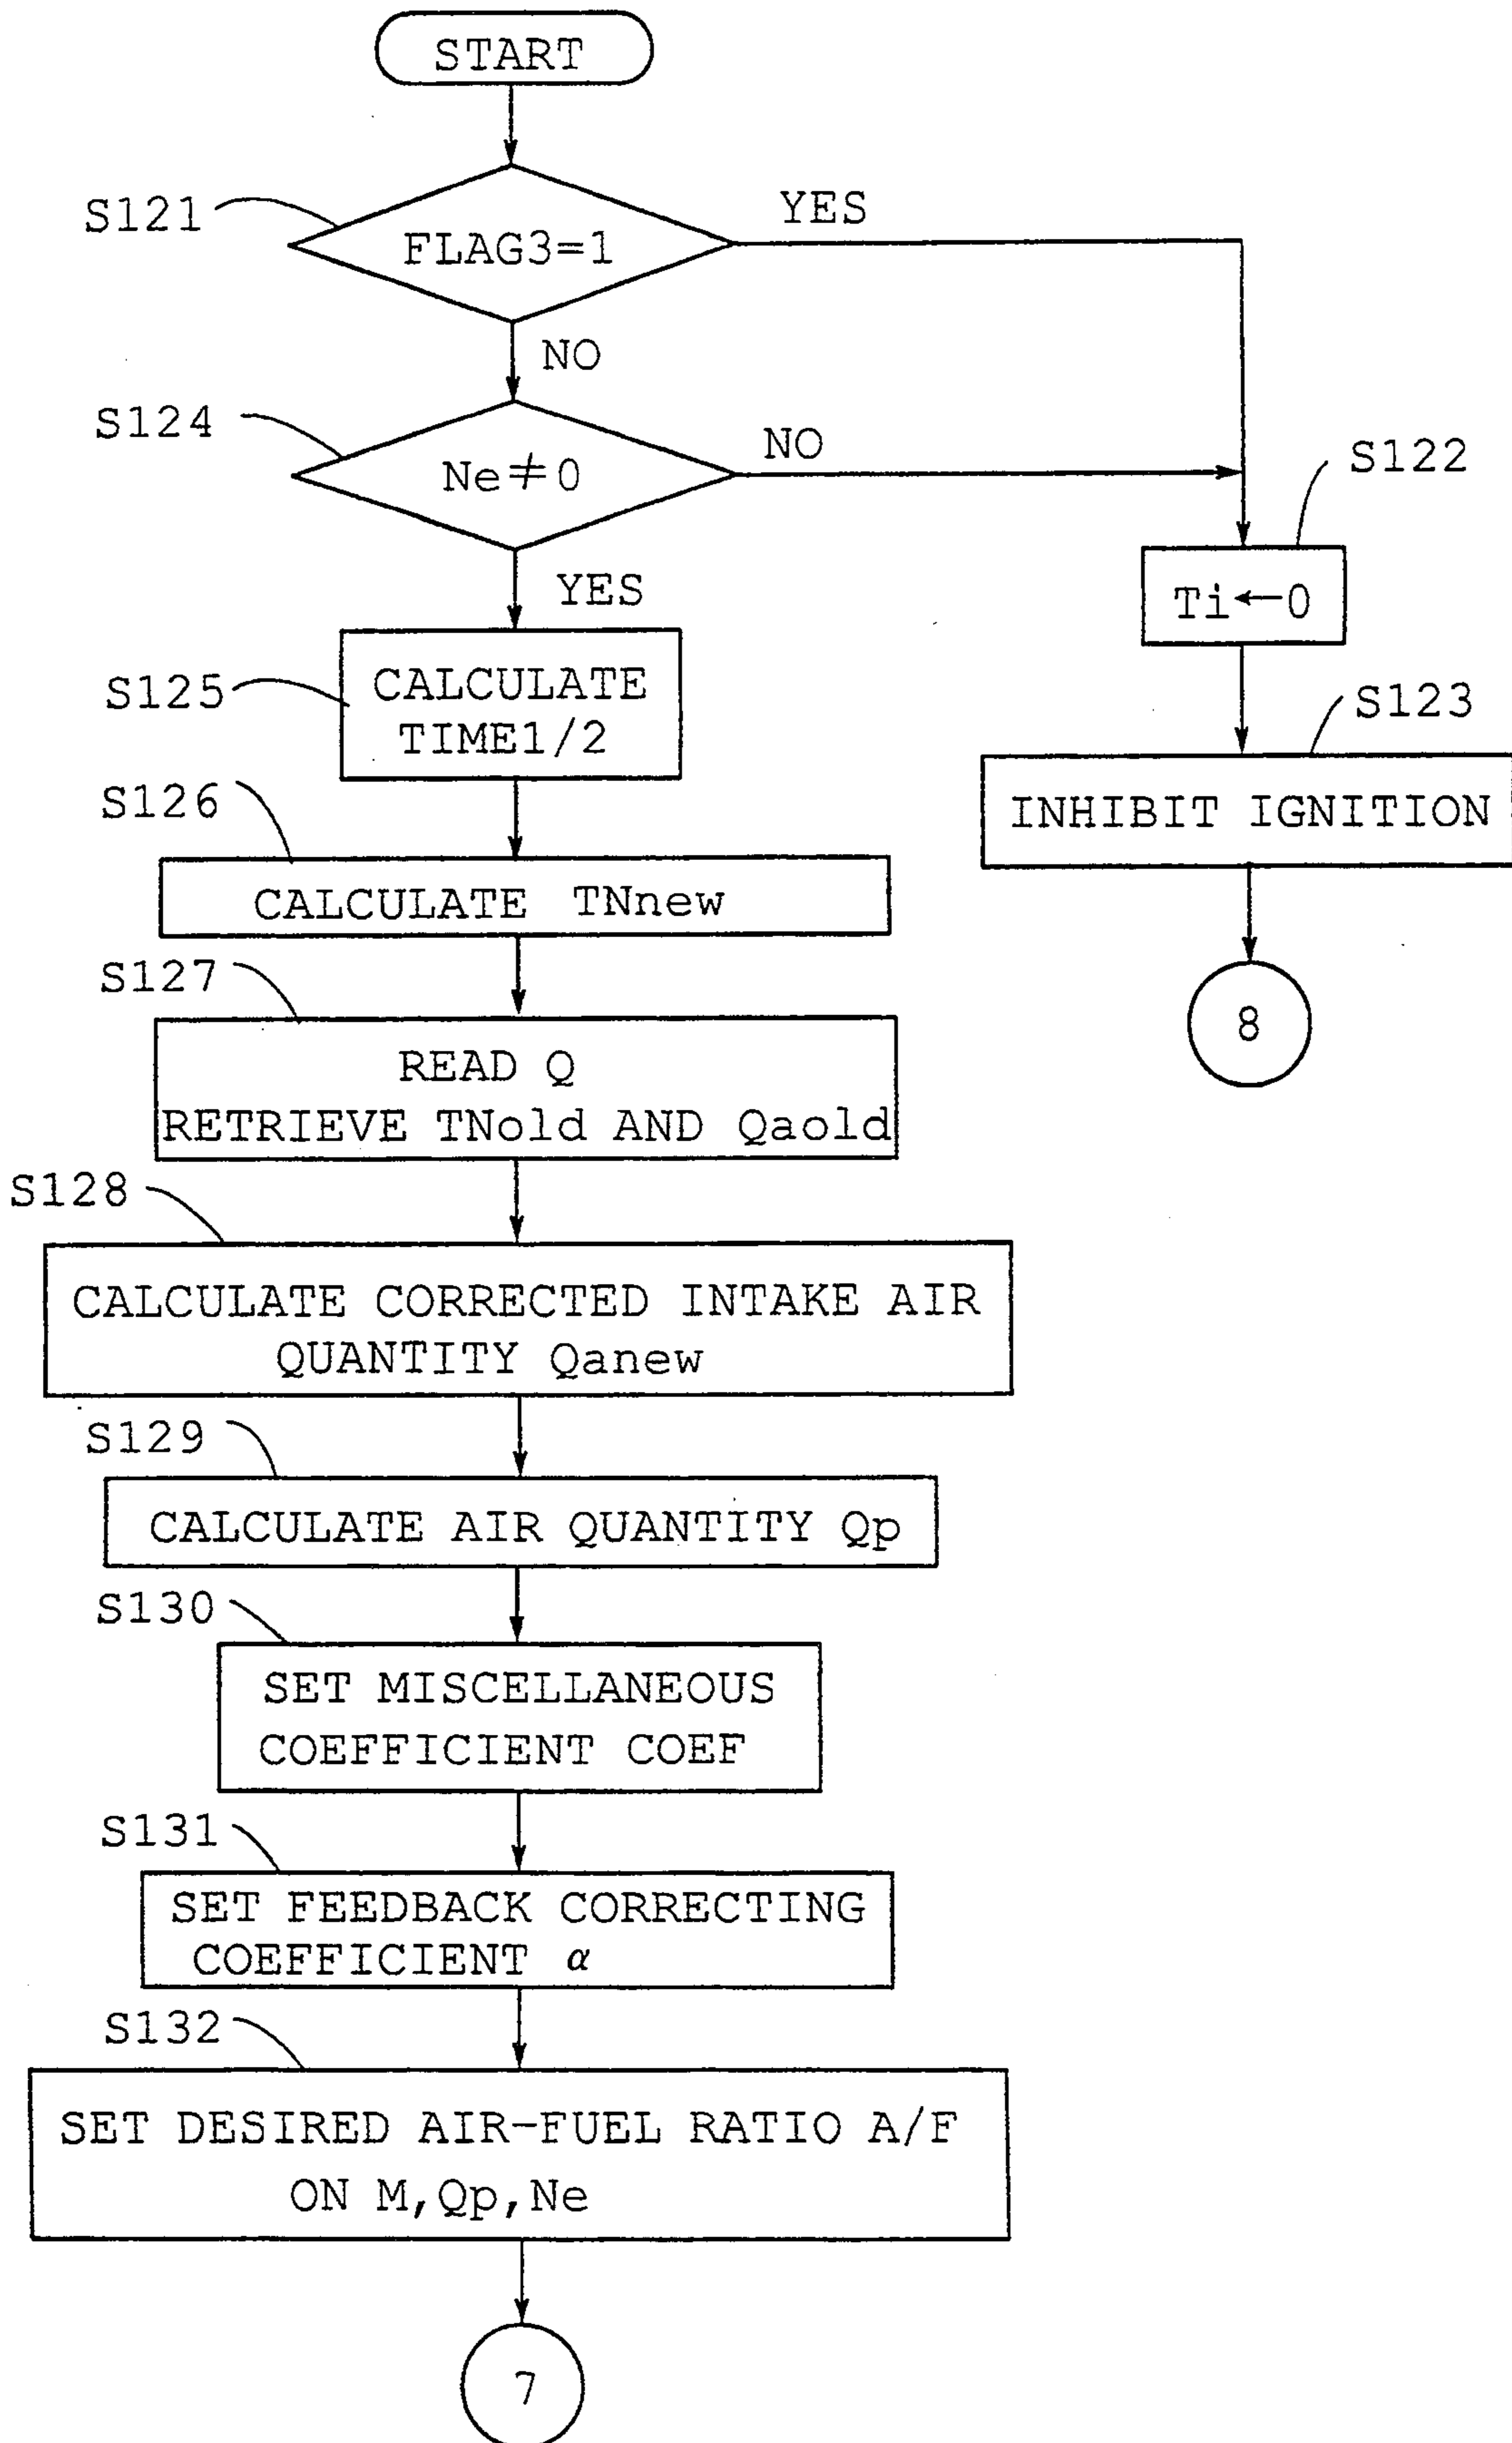 START
S121
FLAG3=1
YES
NO
S124
Ne≠0
NO
YES
S122
Ti←0
S125
CALCULATE
TIME1/2
S123
INHIBIT IGNITION
8
S126
CALCULATE TNnew
S127
READ Q
RETRIEVE TNold AND Qaold
S128
CALCULATE CORRECTED INTAKE AIR
QUANTITY Qanew
S129
CALCULATE AIR QUANTITY Qp
S130
SET MISCELLANEOUS
COEFFICIENT COEF
S131
SET FEEDBACK CORRECTING
COEFFICIENT α
S132
SET DESIRED AIR-FUEL RATIO A/F
ON M,Qp,Ne
7